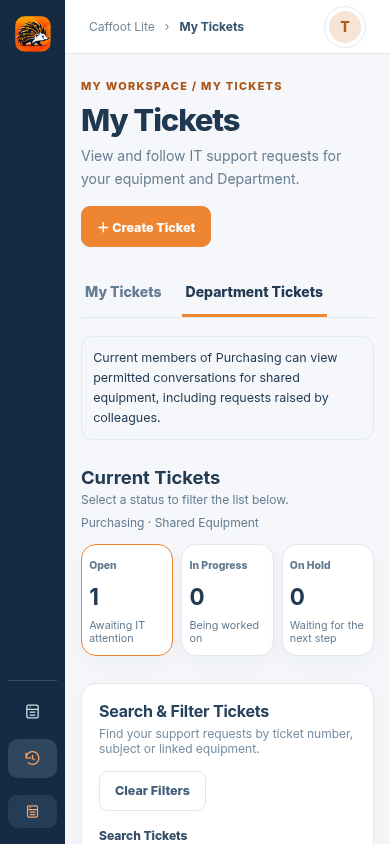 Caffoot Lite › My Tickets
T
MY WORKSPACE / MY TICKETS
My Tickets
View and follow IT support requests for
your equipment and Department.
+ Create Ticket
My Tickets
Department Tickets
Current members of Purchasing can view
permitted conversations for shared
equipment, including requests raised by
colleagues.
Current Tickets
Select a status to filter the list below.
Purchasing · Shared Equipment
Open
1
Awaiting IT
attention
In Progress
0
Being worked
on
On Hold
0
Waiting for the
next step
Search & Filter Tickets
Find your support requests by ticket number,
subject or linked equipment.
Clear Filters
Search Tickets